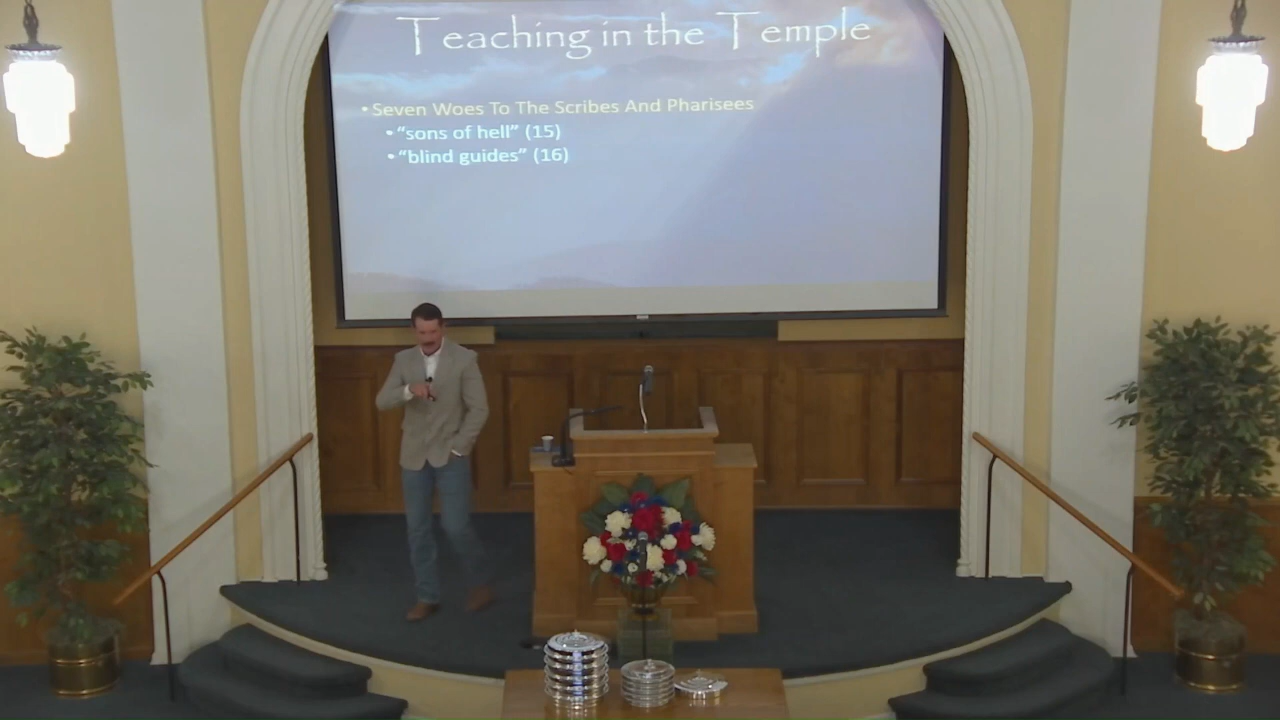 Teaching in the Temple
• Seven Woes To The Scribes And Pharisees
• “sons of hell” (15)
• “blind guides” (16)